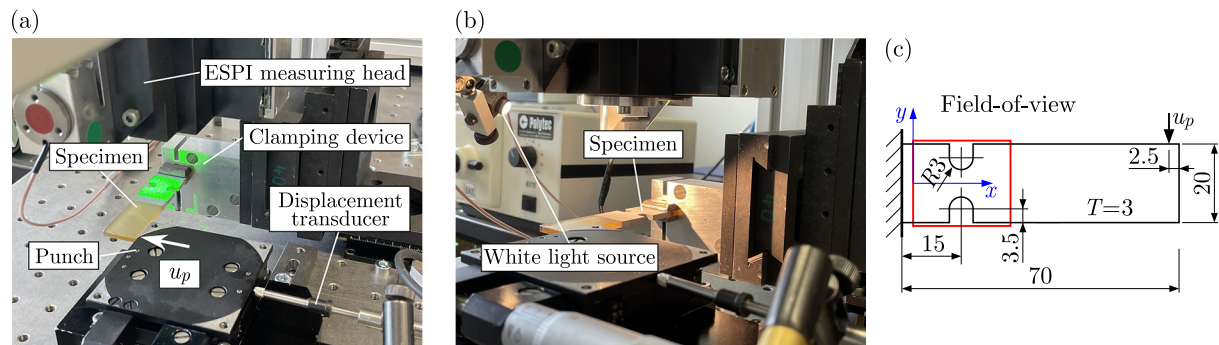 (a)
ESPI measuring head
Clamping device
Specimen
Displacement
transducer
Punch
u_p
(b)
Polytec
Specimen
White light source
(c)
Field-of-view
y
u_p
R3
2.5
x
20
T=3
15
3.5
70